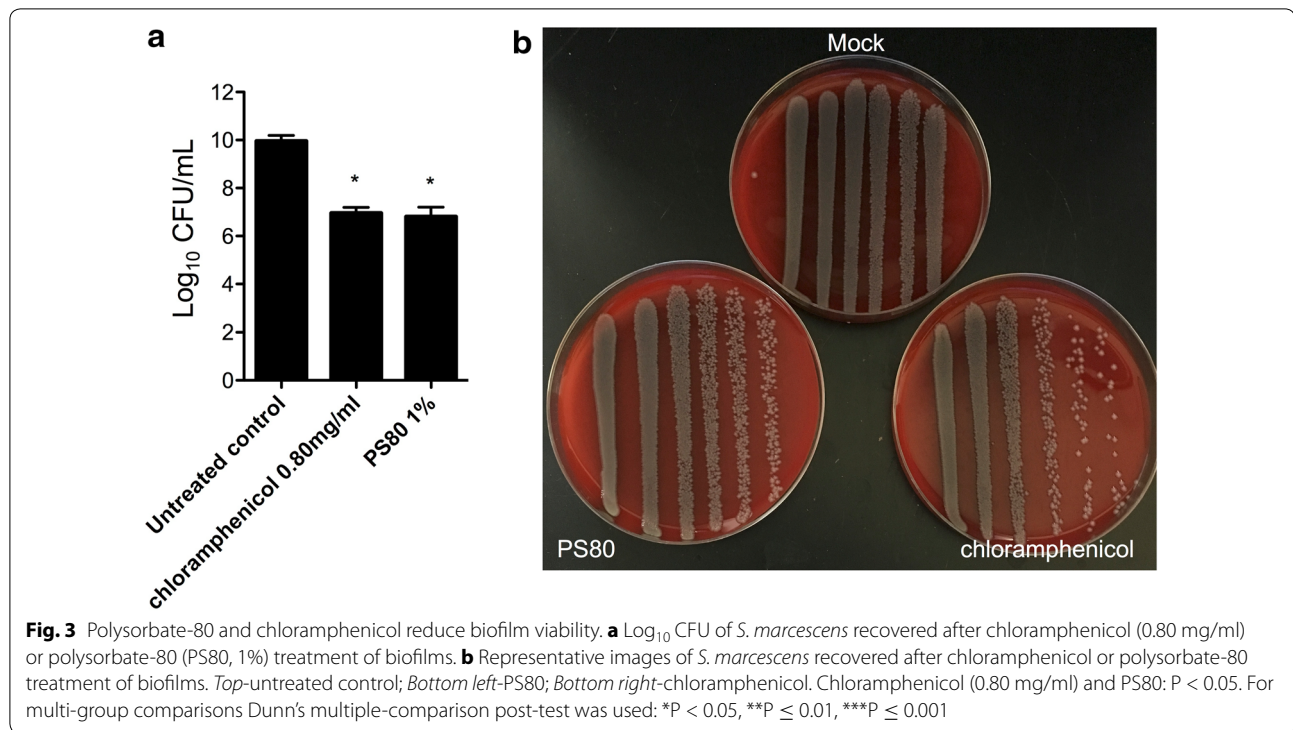 a
b
Log₁₀ CFU/mL
12
10
8
6
4
2
0
*
*
Untreated control
chloramphenicol 0.80mg/ml
PS80 1%
Mock
PS80
chloramphenicol
Fig. 3 Polysorbate-80 and chloramphenicol reduce biofilm viability. a Log₁₀ CFU of S. marcescens recovered after chloramphenicol (0.80 mg/ml)
or polysorbate-80 (PS80, 1%) treatment of biofilms. b Representative images of S. marcescens recovered after chloramphenicol or polysorbate-80
treatment of biofilms. Top-untreated control; Bottom left-PS80; Bottom right-chloramphenicol. Chloramphenicol (0.80 mg/ml) and PS80: P < 0.05. For
multi-group comparisons Dunn’s multiple-comparison post-test was used: *P < 0.05, **P ≤ 0.01, ***P ≤ 0.001